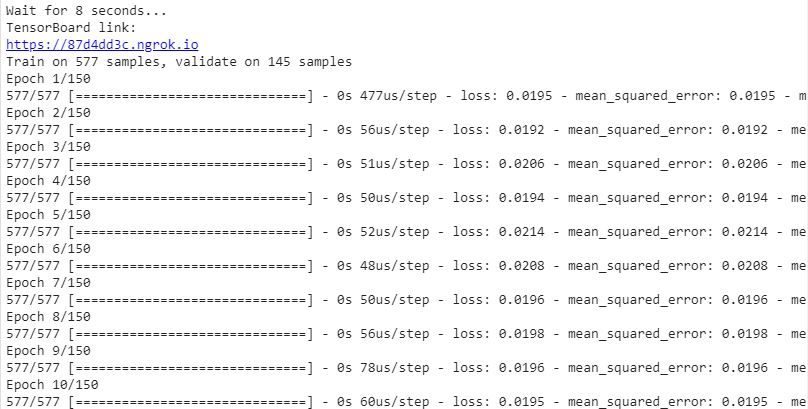 Wait for 8 seconds...
TensorBoard link:
https://87d4dd3c.ngrok.io
Train on 577 samples, validate on 145 samples
Epoch 1/150
577/577 [==============================] - 0s 477us/step - loss: 0.0195 - mean_squared_error: 0.0195 - m
Epoch 2/150
577/577 [==============================] - 0s 56us/step - loss: 0.0192 - mean_squared_error: 0.0192 - me
Epoch 3/150
577/577 [==============================] - 0s 51us/step - loss: 0.0206 - mean_squared_error: 0.0206 - me
Epoch 4/150
577/577 [==============================] - 0s 50us/step - loss: 0.0194 - mean_squared_error: 0.0194 - me
Epoch 5/150
577/577 [==============================] - 0s 52us/step - loss: 0.0214 - mean_squared_error: 0.0214 - me
Epoch 6/150
577/577 [==============================] - 0s 48us/step - loss: 0.0208 - mean_squared_error: 0.0208 - me
Epoch 7/150
577/577 [==============================] - 0s 50us/step - loss: 0.0196 - mean_squared_error: 0.0196 - me
Epoch 8/150
577/577 [==============================] - 0s 56us/step - loss: 0.0198 - mean_squared_error: 0.0198 - me
Epoch 9/150
577/577 [==============================] - 0s 78us/step - loss: 0.0196 - mean_squared_error: 0.0196 - me
Epoch 10/150
577/577 [==============================] - 0s 60us/step - loss: 0.0195 - mean_squared_error: 0.0195 - me